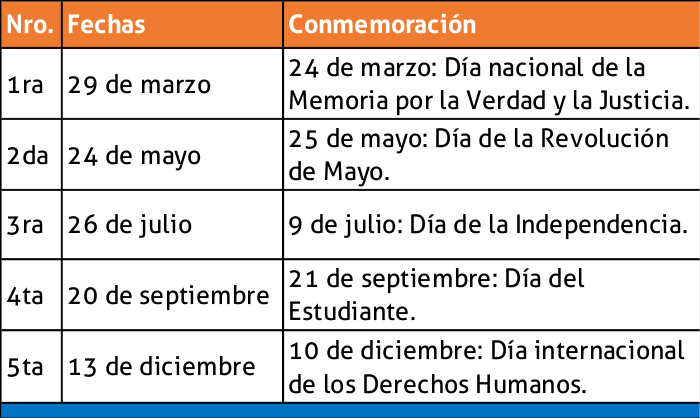 Nro. Fechas Conmemoración
1ra 29 de marzo 24 de marzo: Día nacional de la
Memoria por la Verdad y la Justicia.
2da 24 de mayo 25 de mayo: Día de la Revolución
de Mayo.
3ra 26 de julio 9 de julio: Día de la Independencia.
4ta 20 de septiembre 21 de septiembre: Día del
Estudiante.
5ta 13 de diciembre 10 de diciembre: Día internacional
de los Derechos Humanos.